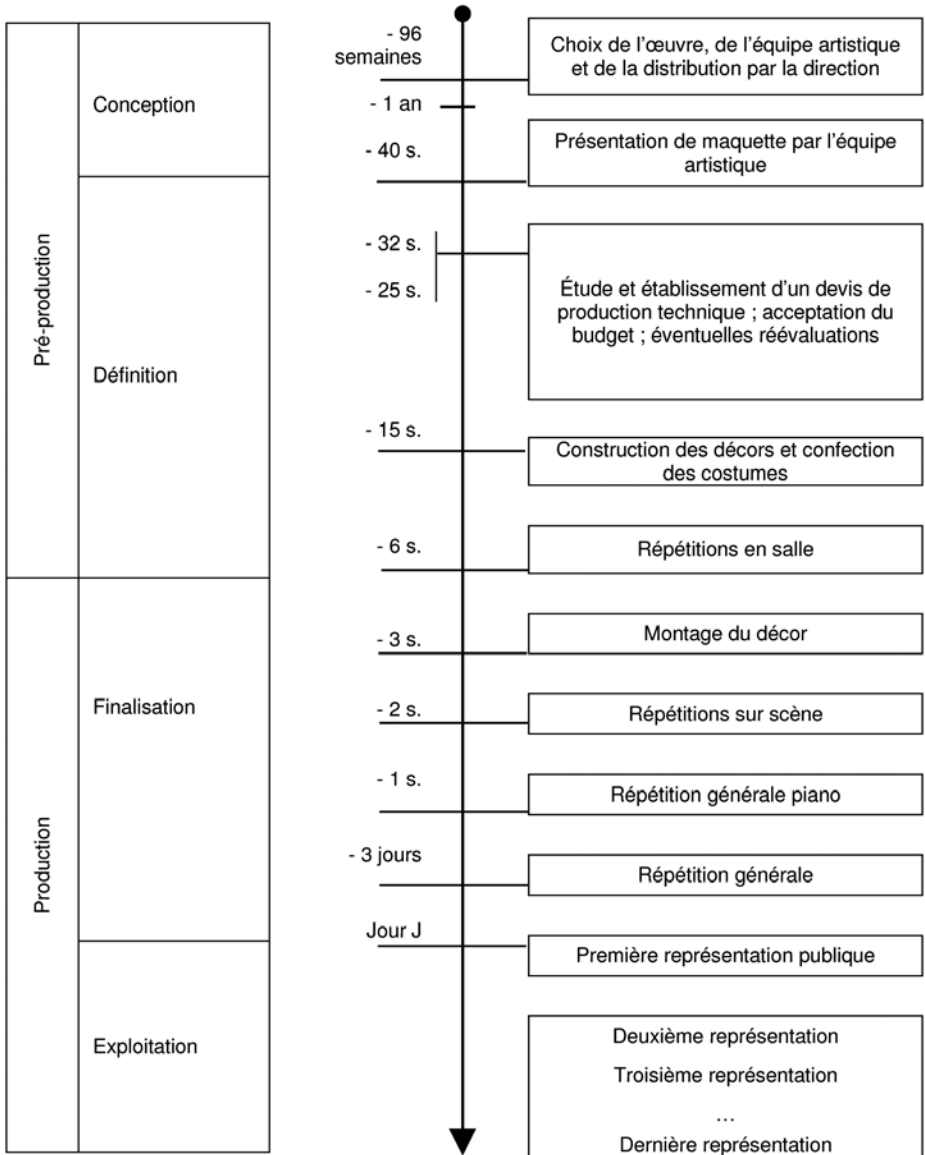 Pré-production
Conception
- 96
semaines
Choix de l'œuvre, de l'équipe artistique
et de la distribution par la direction
- 1 an
- 40 s.
Présentation de maquette par l'équipe
artistique
Définition
- 32 s.
- 25 s.
Étude et établissement d'un devis de
production technique ; acceptation du
budget ; éventuelles réévaluations
- 15 s.
Construction des décors et confection
des costumes
- 6 s.
Répétitions en salle
Production
Finalisation
- 3 s.
Montage du décor
- 2 s.
Répétitions sur scène
- 1 s.
Répétition générale piano
- 3 jours
Répétition générale
Jour J
Première représentation publique
Exploitation
Deuxième représentation
Troisième représentation
…
Dernière représentation